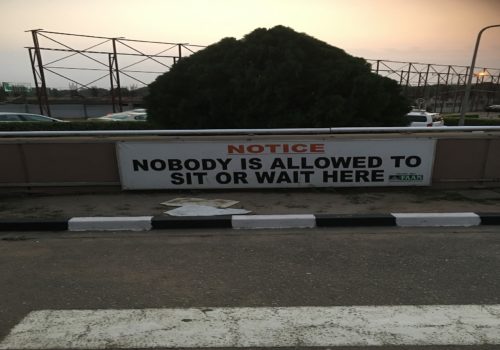 NOTICE
NOBODY IS ALLOWED TO
SIT OR WAIT HERE
FAAN